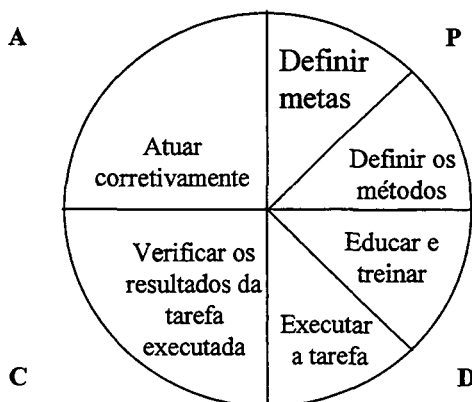 A
P
Definir
metas
Definir os
métodos
Educar e
treinar
Executar
a tarefa
D
Verificar os
resultados da
tarefa
executada
C
Atuar
corretivamente